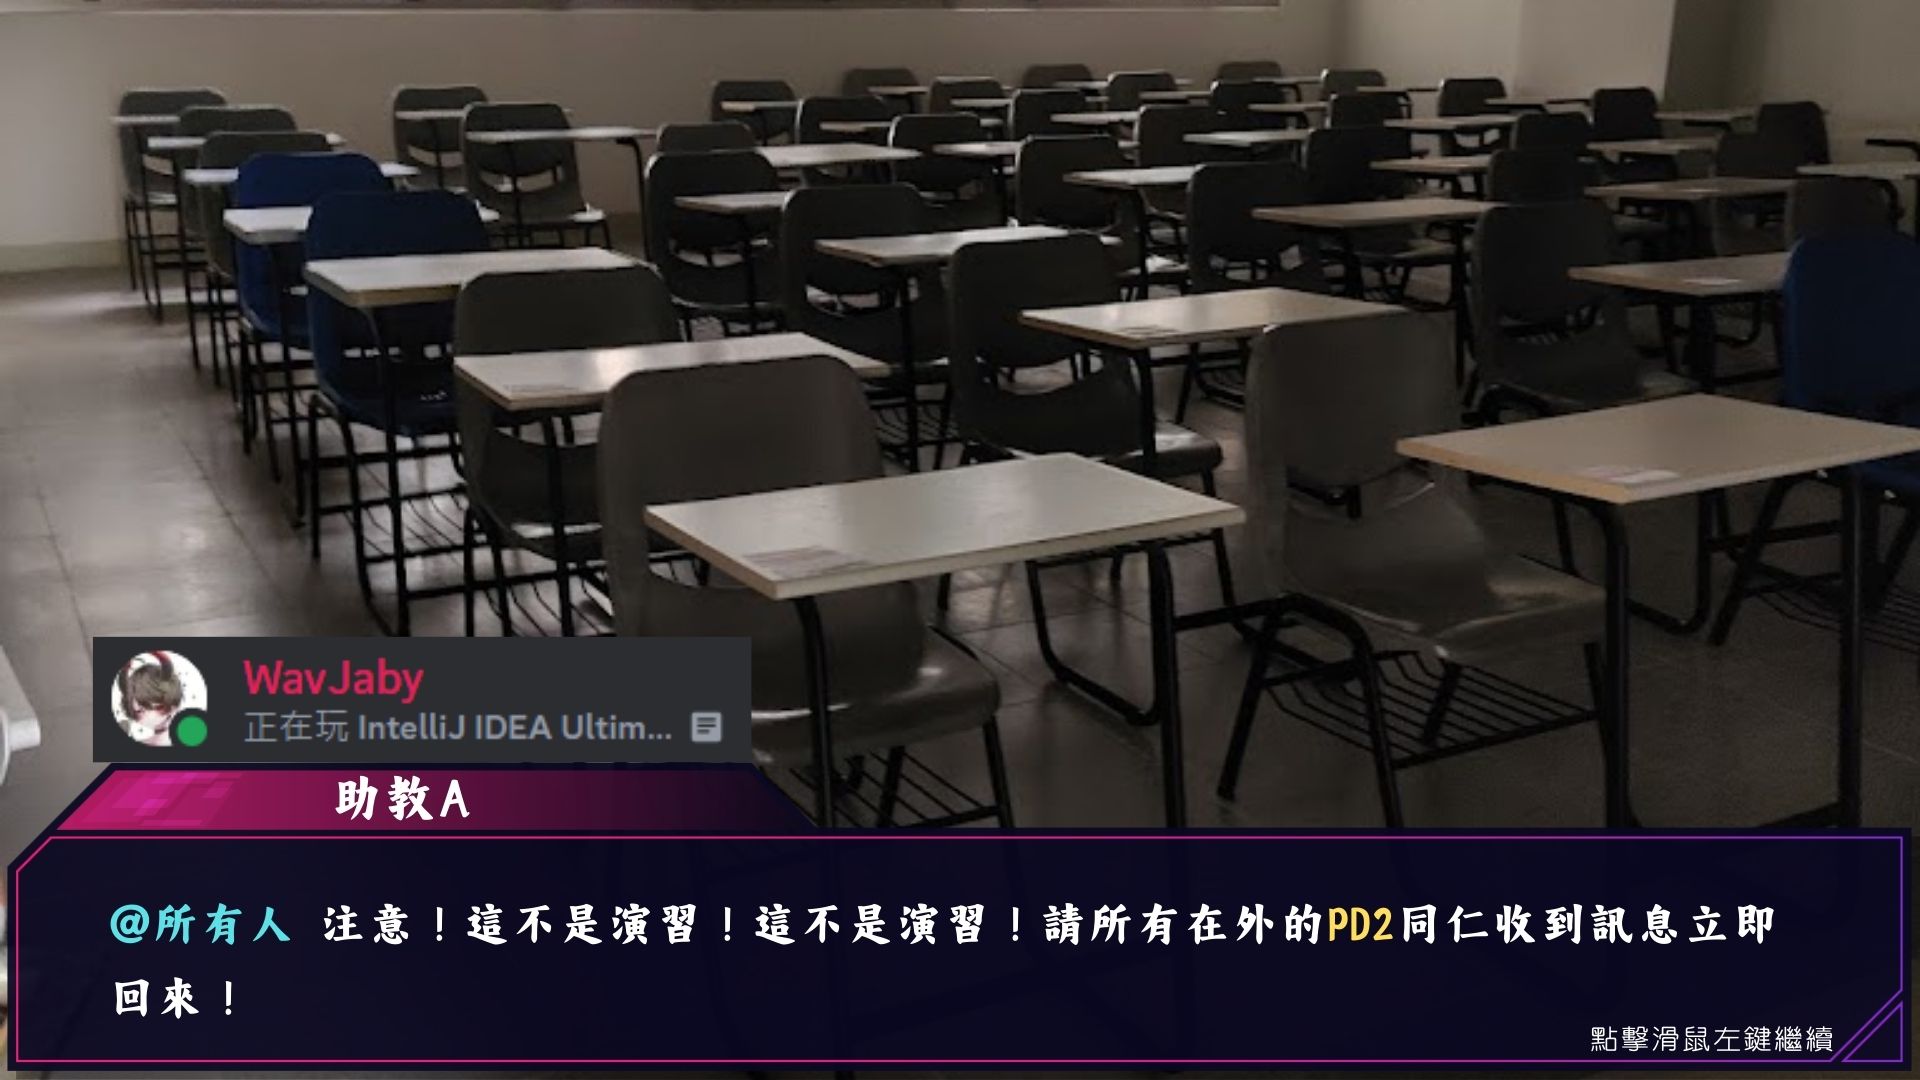 WavJaby
正在玩 IntelliJ IDEA Ultim...
助教A
@所有人 注意！這不是演習！這不是演習！請所有在外的PD2同仁收到訊息立即
回來！
點擊滑鼠左鍵繼續